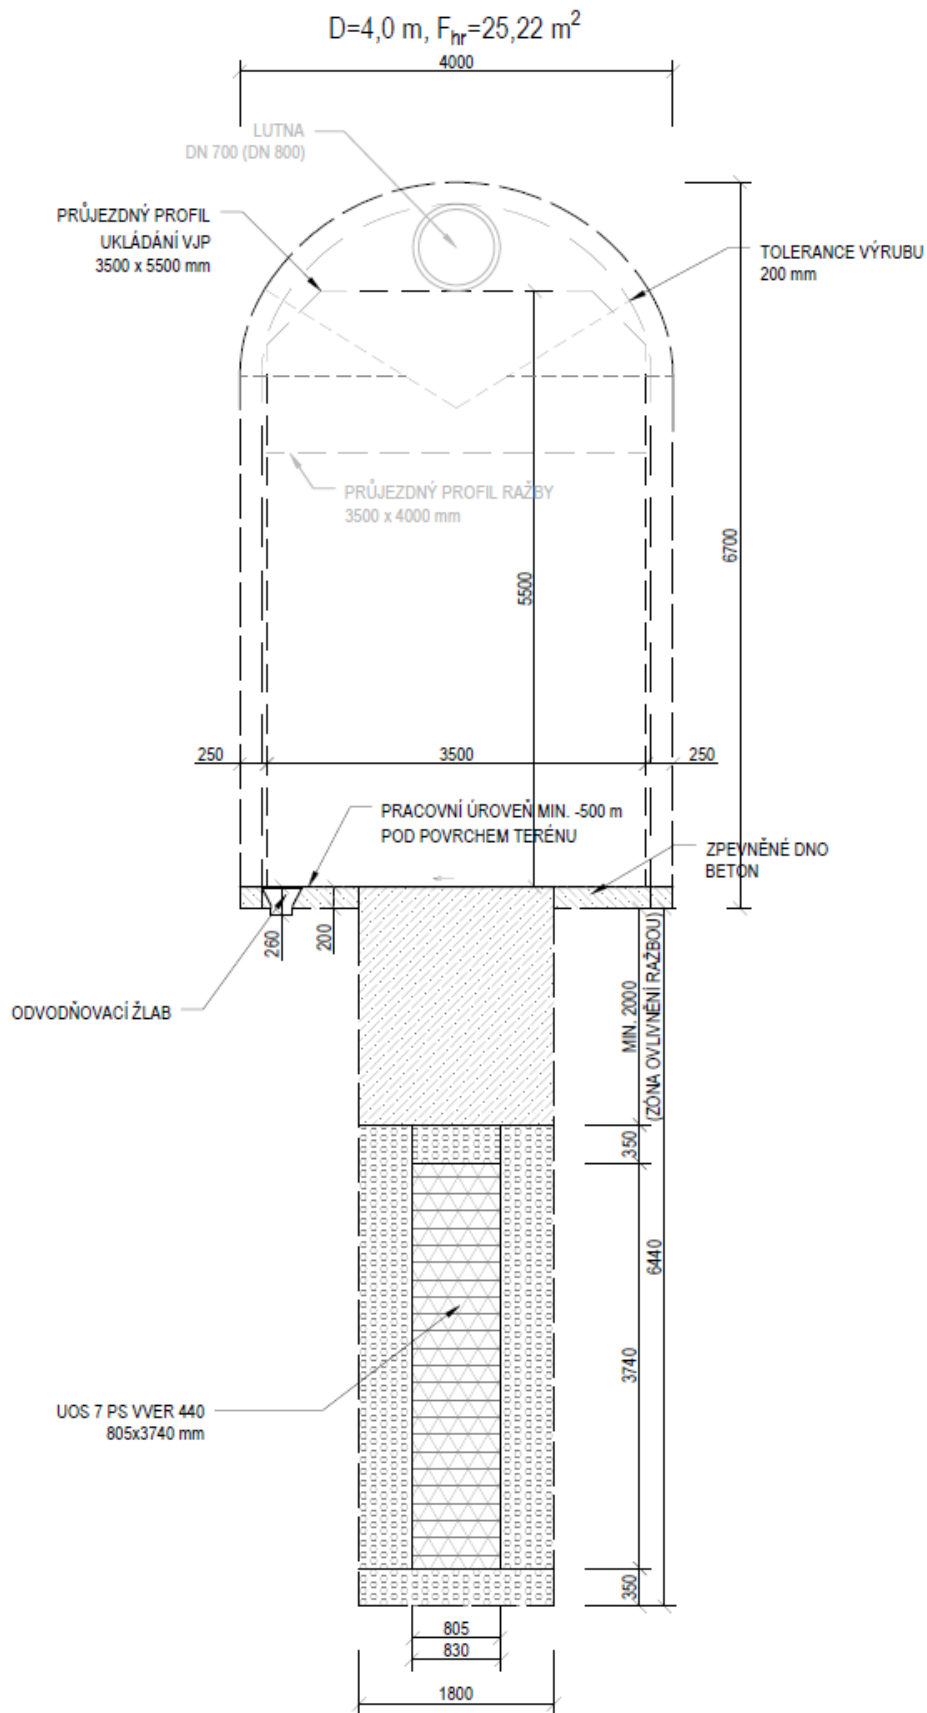 D=4,0 m, Fhr=25,22 m²
4000
LUTNA
DN 700 (DN 800)
PRŮJEZDNÝ PROFIL
UKLÁDÁNÍ VJP
3500 x 5500 mm
TOLERANCE VÝRUBU
200 mm
PRŮJEZDNÝ PROFIL RAŽBY
3500 x 4000 mm
6700
5500
250
3500
250
PRACOVNÍ ÚROVEŇ MIN. -500 m
POD POVRCHEM TERÉNU
ZPEVNĚNÉ DNO
BETON
260
200
ODVODŇOVACÍ ŽLAB
MIN. 2000
(ZÓNA OVLIVNĚNÍ RAŽBOU)
350
6440
3740
UOS 7 PS VVER 440
805x3740 mm
350
805
830
1800